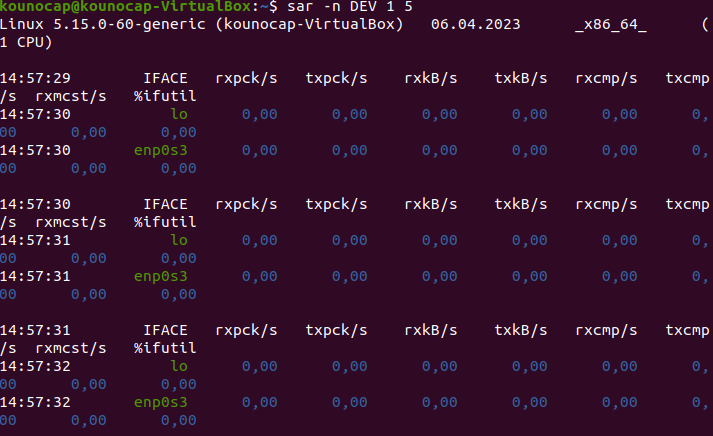 kounocap@kounocap-VirtualBox:~$ sar -n DEV 1 5
Linux 5.15.0-60-generic (kounocap-VirtualBox)   06.04.2023      _x86_64_      (
1 CPU)
14:57:29        IFACE   rxpck/s   txpck/s    rxkB/s    txkB/s   rxcmp/s   txcmp
/s  rxmcst/s   %ifutil
14:57:30           lo      0,00      0,00      0,00      0,00      0,00      0,
00      0,00      0,00
14:57:30       enp0s3      0,00      0,00      0,00      0,00      0,00      0,
00      0,00      0,00
14:57:30        IFACE   rxpck/s   txpck/s    rxkB/s    txkB/s   rxcmp/s   txcmp
/s  rxmcst/s   %ifutil
14:57:31           lo      0,00      0,00      0,00      0,00      0,00      0,
00      0,00      0,00
14:57:31       enp0s3      0,00      0,00      0,00      0,00      0,00      0,
00      0,00      0,00
14:57:31        IFACE   rxpck/s   txpck/s    rxkB/s    txkB/s   rxcmp/s   txcmp
/s  rxmcst/s   %ifutil
14:57:32           lo      0,00      0,00      0,00      0,00      0,00      0,
00      0,00      0,00
14:57:32       enp0s3      0,00      0,00      0,00      0,00      0,00      0,
00      0,00      0,00